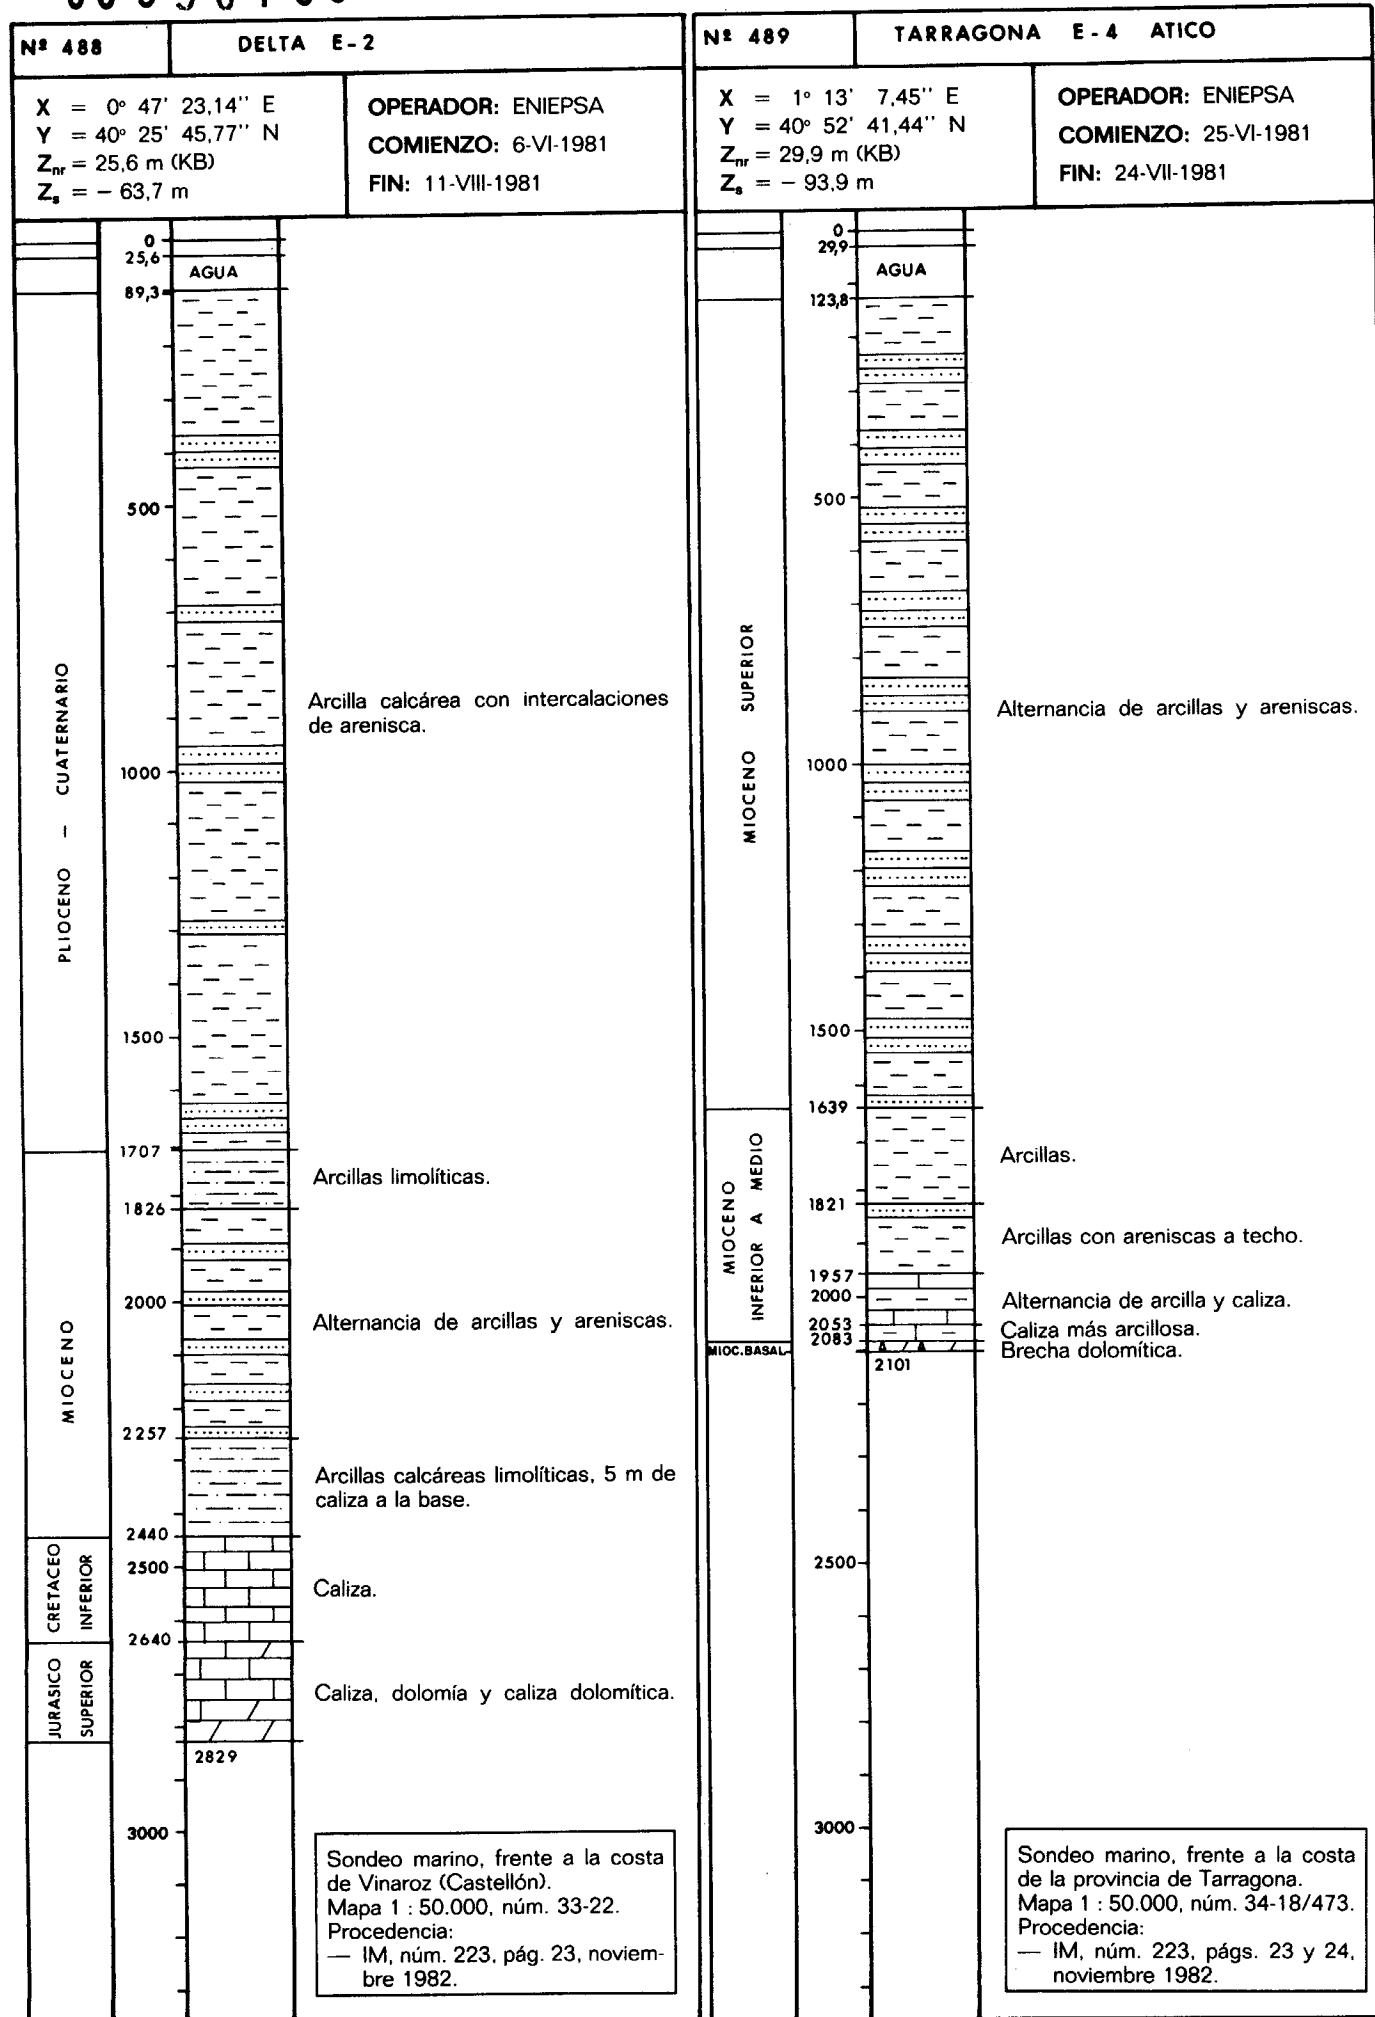 Nº 488
DELTA E-2
X = 0° 47' 23,14'' E
Y = 40° 25' 45,77'' N
Znr = 25,6 m (KB)
Zs = − 63,7 m
OPERADOR: ENIEPSA
COMIENZO: 6-VI-1981
FIN: 11-VIII-1981
0
25,6
AGUA
89,3
500
1000
1500
1707
1826
2000
2257
2440
2500
2640
2829
3000
PLIOCENO — CUATERNARIO
MIOCENO
CRETACEO
INFERIOR
JURASICO
SUPERIOR
Arcilla calcárea con intercalaciones
de arenisca.
Arcillas limolíticas.
Alternancia de arcillas y areniscas.
Arcillas calcáreas limolíticas, 5 m de
caliza a la base.
Caliza.
Caliza, dolomía y caliza dolomítica.
Sondeo marino, frente a la costa
de Vinaroz (Castellón).
Mapa 1 : 50.000, núm. 33-22.
Procedencia:
— IM, núm. 223, pág. 23, noviem-
bre 1982.
Nº 489
TARRAGONA E-4 ATICO
X = 1° 13' 7,45'' E
Y = 40° 52' 41,44'' N
Znr = 29,9 m (KB)
Zs = − 93,9 m
OPERADOR: ENIEPSA
COMIENZO: 25-VI-1981
FIN: 24-VII-1981
0
29,9
AGUA
123,8
500
1000
1500
1639
1821
1957
2000
2053
2083
2101
2500
3000
MIOCENO SUPERIOR
MIOCENO
INFERIOR A MEDIO
MIOC.BASAL
Alternancia de arcillas y areniscas.
Arcillas.
Arcillas con areniscas a techo.
Alternancia de arcilla y caliza.
Caliza más arcillosa.
Brecha dolomítica.
Sondeo marino, frente a la costa
de la provincia de Tarragona.
Mapa 1 : 50.000, núm. 34-18/473.
Procedencia:
— IM, núm. 223, págs. 23 y 24,
noviembre 1982.